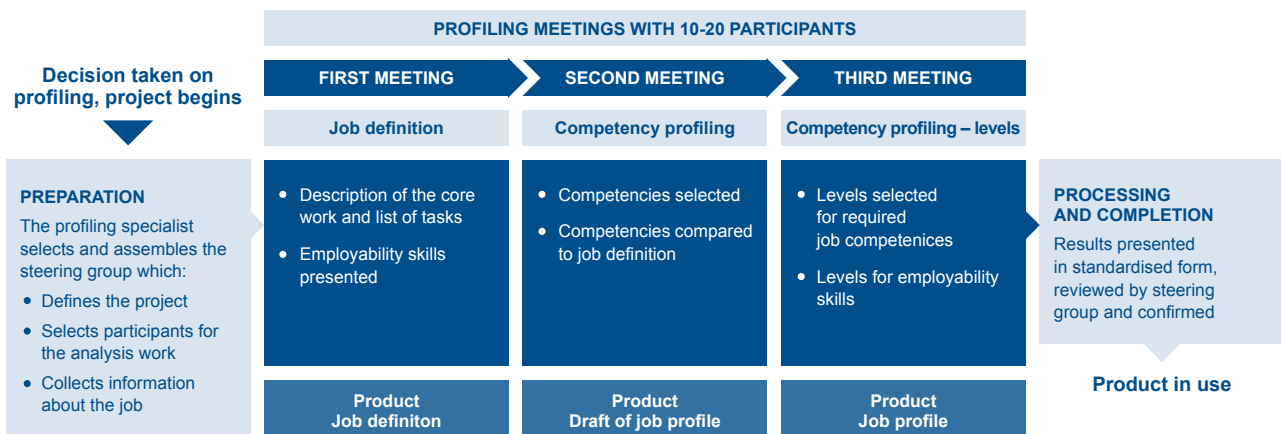 PROFILING MEETINGS WITH 10-20 PARTICIPANTS
Decision taken on
profiling, project begins
FIRST MEETING
SECOND MEETING
THIRD MEETING
Job definition
Competency profiling
Competency profiling – levels
PREPARATION
The profiling specialist
selects and assembles the
steering group which:
• Defines the project
• Selects participants for
the analysis work
• Collects information
about the job
• Description of the core
work and list of tasks
• Employability skills
presented
Product
Job definiton
• Competencies selected
• Competencies compared
to job definition
Product
Draft of job profile
• Levels selected
for required
job competenices
• Levels for employability
skills
Product
Job profile
PROCESSING
AND COMPLETION
Results presented
in standardised form,
reviewed by steering
group and confirmed
Product in use